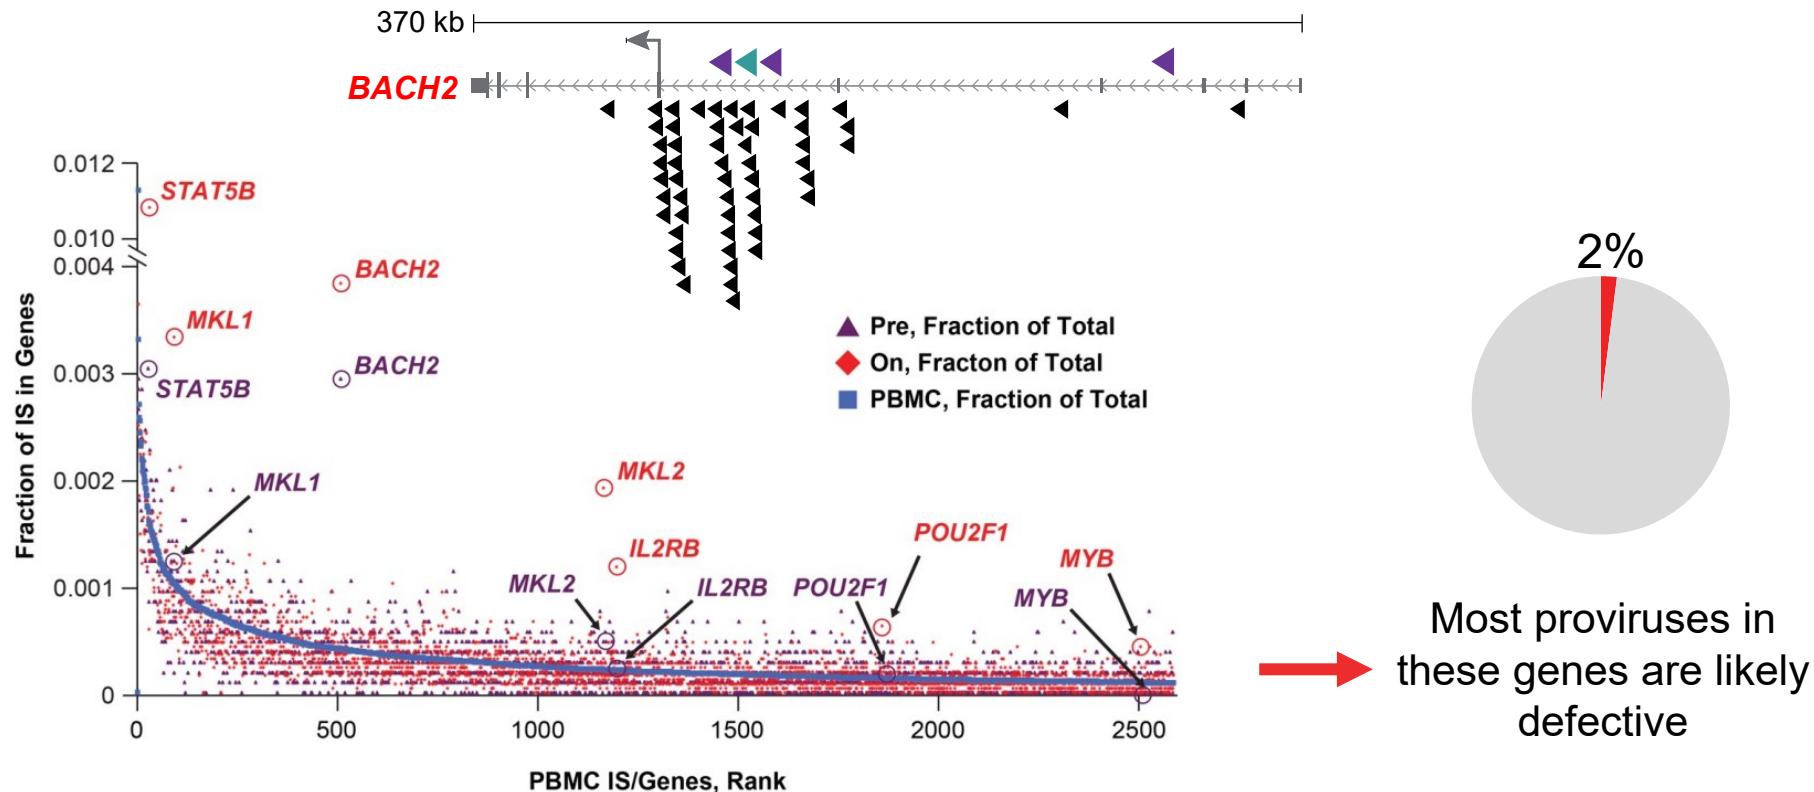 370 kb
BACH2
0.012
0.010
0.004
0.003
0.002
0.001
0
Fraction of IS in Genes
STAT5B
BACH2
MKL1
STAT5B
BACH2
MKL1
MKL2
IL2RB
MKL2
IL2RB
POU2F1
POU2F1
MYB
MYB
Pre, Fraction of Total
On, Fracton of Total
PBMC, Fraction of Total
0
500
1000
1500
2000
2500
PBMC IS/Genes, Rank
2%
Most proviruses in
these genes are likely
defective